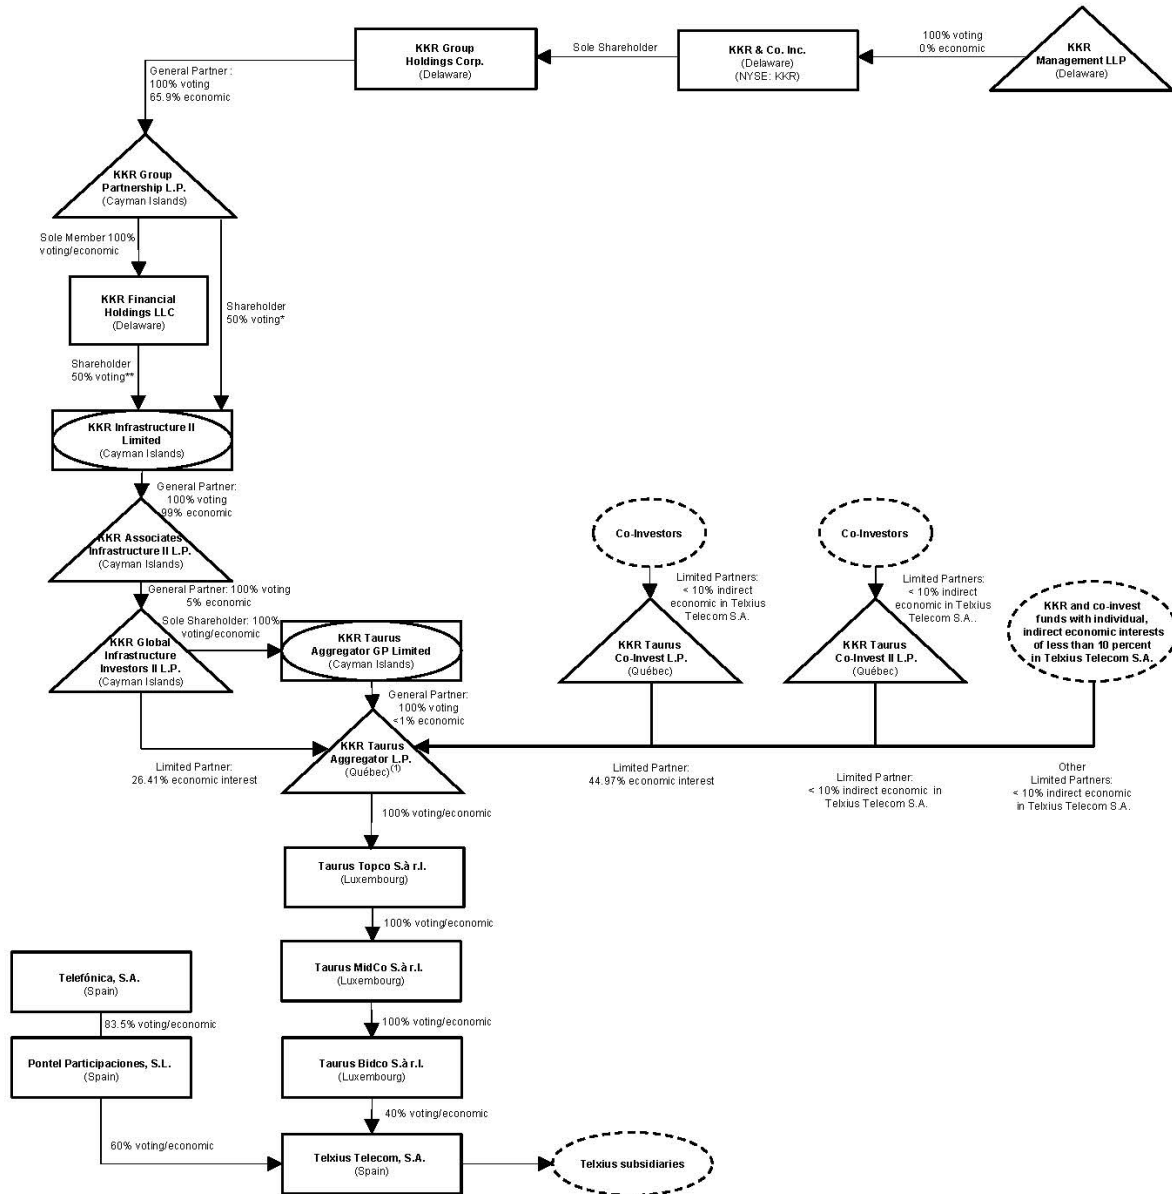 KKR Group
Holdings Corp.
(Delaware)
Sole Shareholder
KKR & Co. Inc.
(Delaware)
(NYSE: KKR)
100% voting
0% economic
KKR
Management LLP
(Delaware)
General Partner :
100% voting
65.9% economic
KKR Group
Partnership L.P.
(Cayman Islands)
Sole Member 100%
voting/economic
KKR Financial
Holdings LLC
(Delaware)
Shareholder
50% voting*
Shareholder
50% voting**
KKR Infrastructure II
Limited
(Cayman Islands)
General Partner:
100% voting
99% economic
KKR Associates
Infrastructure II L.P.
(Cayman Islands)
General Partner: 100% voting
5% economic
Sole Shareholder: 100%
voting/economic
KKR Global
Infrastructure
Investors II L.P.
(Cayman Islands)
KKR Taurus
Aggregator GP Limited
(Cayman Islands)
General Partner:
100% voting
<1% economic
Co-Investors
Limited Partners:
< 10% indirect
economic in Telxius
Telecom S.A.
KKR Taurus
Co-Invest L.P.
(Québec)
Co-Investors
Limited Partners:
< 10% indirect
economic in Telxius
Telecom S.A..
KKR Taurus
Co-Invest II L.P.
(Québec)
KKR and co-invest
funds with individual,
indirect economic interests
of less than 10 percent
in Telxius Telecom S.A.
Limited Partner:
26.41% economic interest
KKR Taurus
Aggregator L.P.
(Québec)(1)
Limited Partner:
44.97% economic interest
Limited Partner:
< 10% indirect economic in
Telxius Telecom S.A.
Other
Limited Partners:
< 10% indirect economic
in Telxius Telecom S.A.
100% voting/economic
Taurus Topco S.à r.l.
(Luxembourg)
100% voting/economic
Taurus MidCo S.à r.l.
(Luxembourg)
100% voting/economic
Taurus Bidco S.à r.l.
(Luxembourg)
40% voting/economic
Telefónica, S.A.
(Spain)
83.5% voting/economic
Pontel Participaciones, S.L.
(Spain)
60% voting/economic
Telxius Telecom, S.A.
(Spain)
Telxius subsidiaries